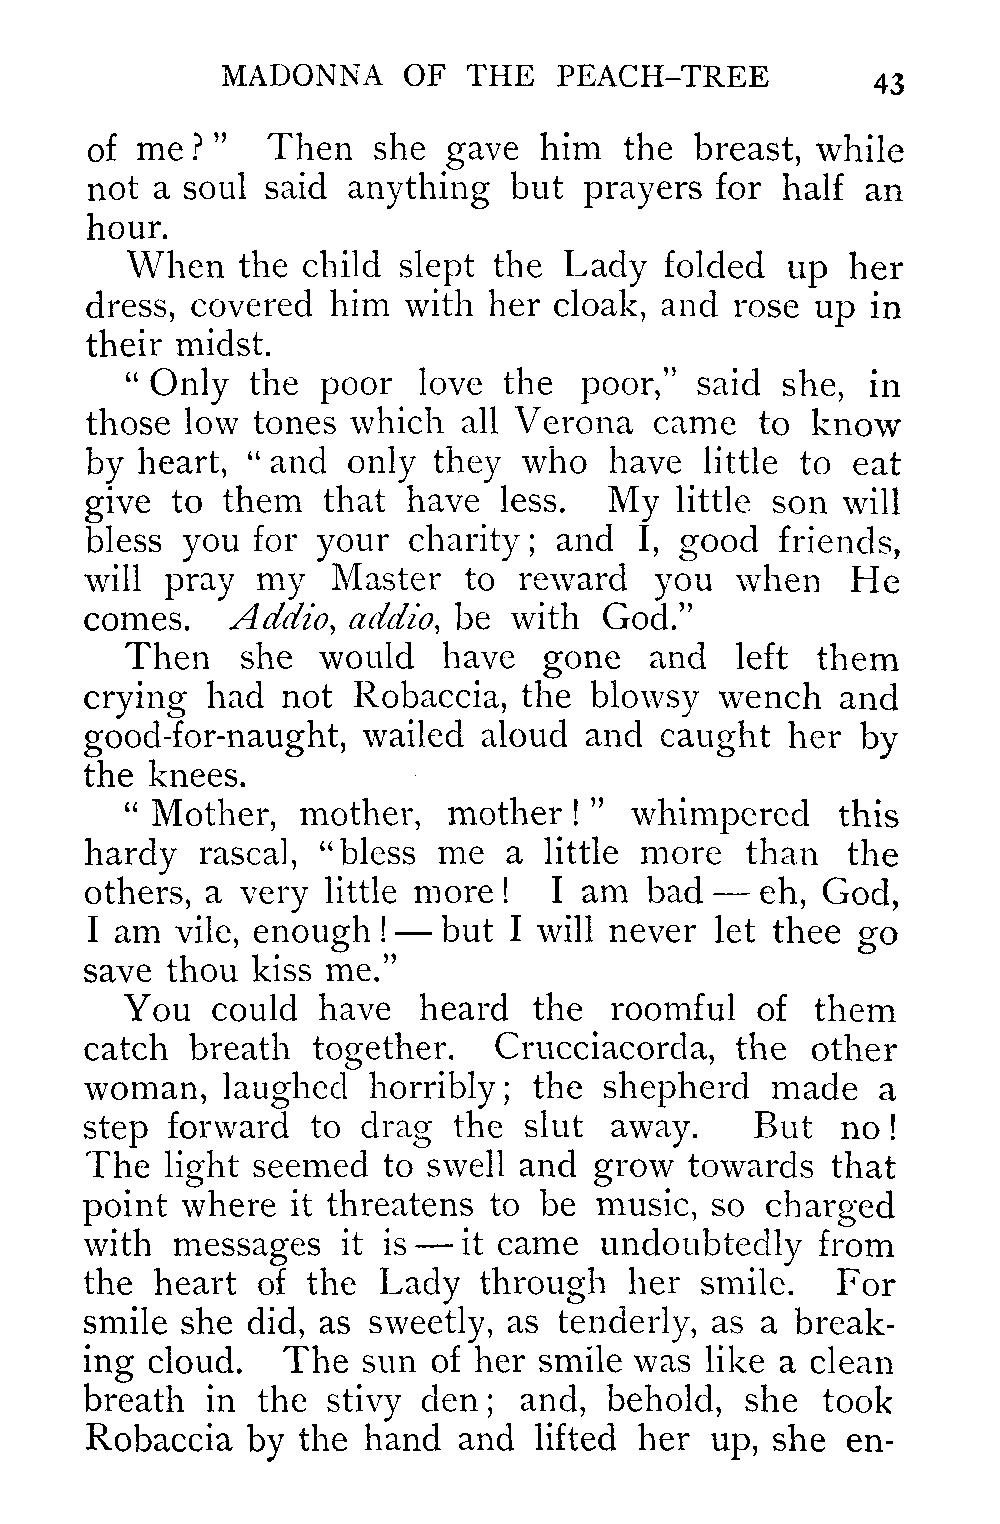 MADONNA OF THE PEACH-TREE 43
of me?" Then she gave him the breast, while
not a soul said anything but prayers for half an
hour.
When the child slept the Lady folded up her
dress, covered him with her cloak, and rose up in
their midst.
"Only the poor love the poor," said she, in
those low tones which all Verona came to know
by heart, "and only they who have little to eat
give to them that have less. My little son will
bless you for your charity; and I, good friends,
will pray my Master to reward you when He
comes. Addio, addio, be with God."
Then she would have gone and left them
crying had not Robaccia, the blowsy wench and
good-for-naught, wailed aloud and caught her by
the knees.
"Mother, mother, mother!" whimpered this
hardy rascal, "bless me a little more than the
others, a very little more! I am bad — eh, God,
I am vile, enough! — but I will never let thee go
save thou kiss me."
You could have heard the roomful of them
catch breath together. Crucciacorda, the other
woman, laughed horribly; the shepherd made a
step forward to drag the slut away. But no!
The light seemed to swell and grow towards that
point where it threatens to be music, so charged
with messages it is — it came undoubtedly from
the heart of the Lady through her smile. For
smile she did, as sweetly, as tenderly, as a break-
ing cloud. The sun of her smile was like a clean
breath in the stivy den; and, behold, she took
Robaccia by the hand and lifted her up, she en-